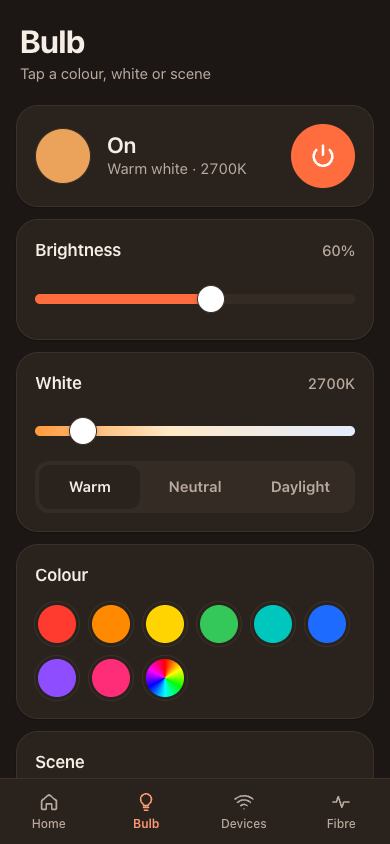 Bulb
Tap a colour, white or scene
On
Warm white · 2700K
Brightness
60%
White
2700K
Warm
Neutral
Daylight
Colour
Scene
Home
Bulb
Devices
Fibre